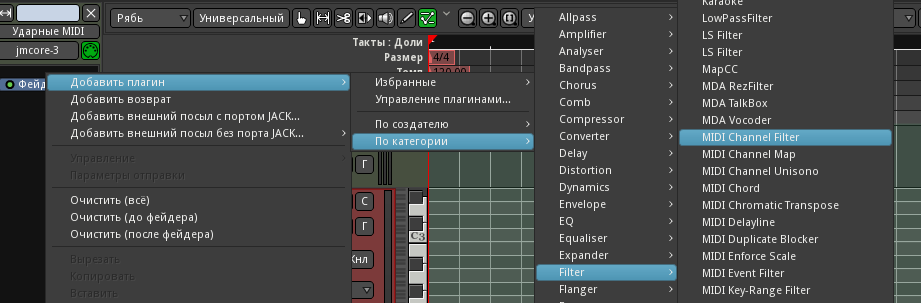 Ударные MIDI
jmcore-3
Фейд
Рябь
Универсальный
Такты : Доли
Размер
4/4
С
Г
Г
C3
Добавить плагин
Добавить возврат
Добавить внешний посыл с портом JACK...
Добавить внешний посыл без порта JACK...
Управление
Параметры отправки
Очистить (всё)
Очистить (до фейдера)
Очистить (после фейдера)
Вырезать
Копировать
Вставить
Избранные
Управление плагинами...
По создателю
По категории
Allpass
Amplifier
Analyser
Bandpass
Chorus
Comb
Compressor
Converter
Delay
Distortion
Dynamics
Envelope
EQ
Equaliser
Expander
Filter
Flanger
Karaoke
LowPassFilter
LS Filter
LS Filter
MapCC
MDA RezFilter
MDA TalkBox
MDA Vocoder
MIDI Channel Filter
MIDI Channel Map
MIDI Channel Unisono
MIDI Chord
MIDI Chromatic Transpose
MIDI Delayline
MIDI Duplicate Blocker
MIDI Enforce Scale
MIDI Event Filter
MIDI Key-Range Filter